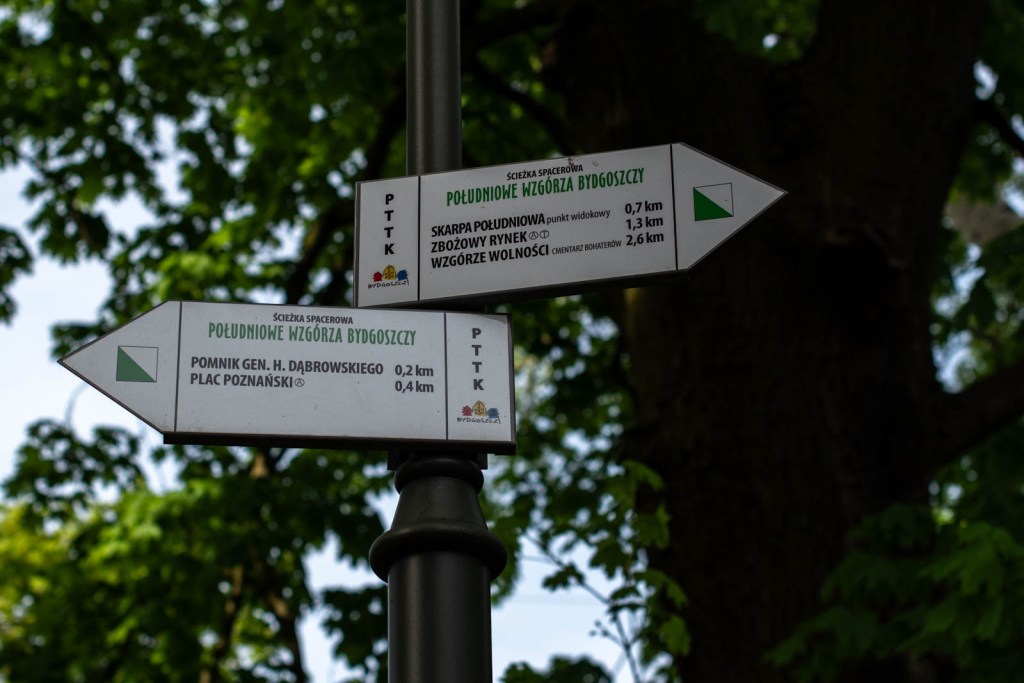 PTTK
BYDGOSZCZ
ŚCIEŻKA SPACEROWA
POŁUDNIOWE WZGÓRZA BYDGOSZCZY
SKARPA POŁUDNIOWA punkt widokowy 0,7 km
ZBOŻOWY RYNEK Ⓐ Ⓣ 1,3 km
WZGÓRZE WOLNOŚCI CMENTARZ BOHATERÓW 2,6 km
ŚCIEŻKA SPACEROWA
POŁUDNIOWE WZGÓRZA BYDGOSZCZY
POMNIK GEN. H. DĄBROWSKIEGO 0,2 km
PLAC POZNAŃSKI Ⓐ 0,4 km
PTTK
BYDGOSZCZ